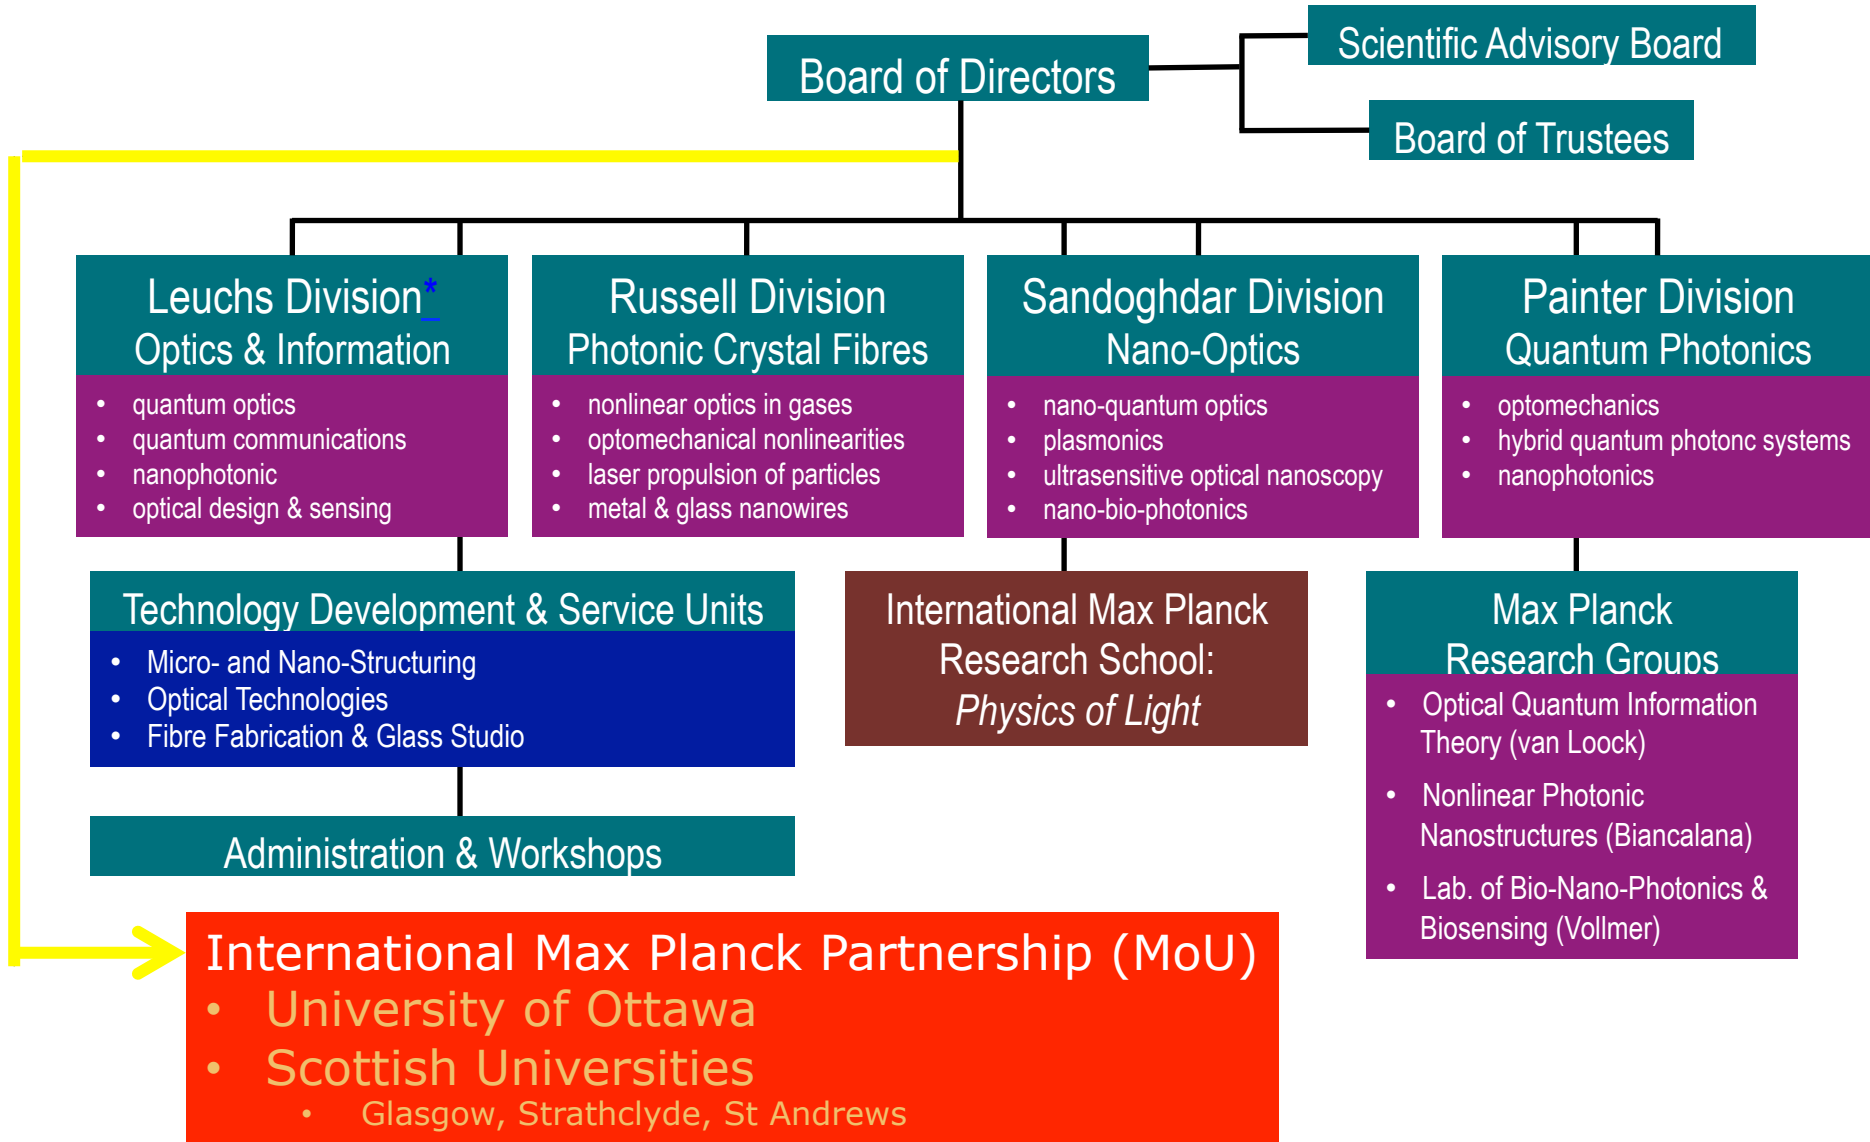 Board of Directors
Scientific Advisory Board
Board of Trustees
Leuchs Division*
Optics & Information
• quantum optics
• quantum communications
• nanophotonic
• optical design & sensing
Russell Division
Photonic Crystal Fibres
• nonlinear optics in gases
• optomechanical nonlinearities
• laser propulsion of particles
• metal & glass nanowires
Sandoghdar Division
Nano-Optics
• nano-quantum optics
• plasmonics
• ultrasensitive optical nanoscopy
• nano-bio-photonics
Painter Division
Quantum Photonics
• optomechanics
• hybrid quantum photonc systems
• nanophotonics
Technology Development & Service Units
• Micro- and Nano-Structuring
• Optical Technologies
• Fibre Fabrication & Glass Studio
International Max Planck
Research School:
Physics of Light
Max Planck
Research Groups
• Optical Quantum Information
Theory (van Loock)
• Nonlinear Photonic
Nanostructures (Biancalana)
• Lab. of Bio-Nano-Photonics &
Biosensing (Vollmer)
Administration & Workshops
International Max Planck Partnership (MoU)
• University of Ottawa
• Scottish Universities
• Glasgow, Strathclyde, St Andrews